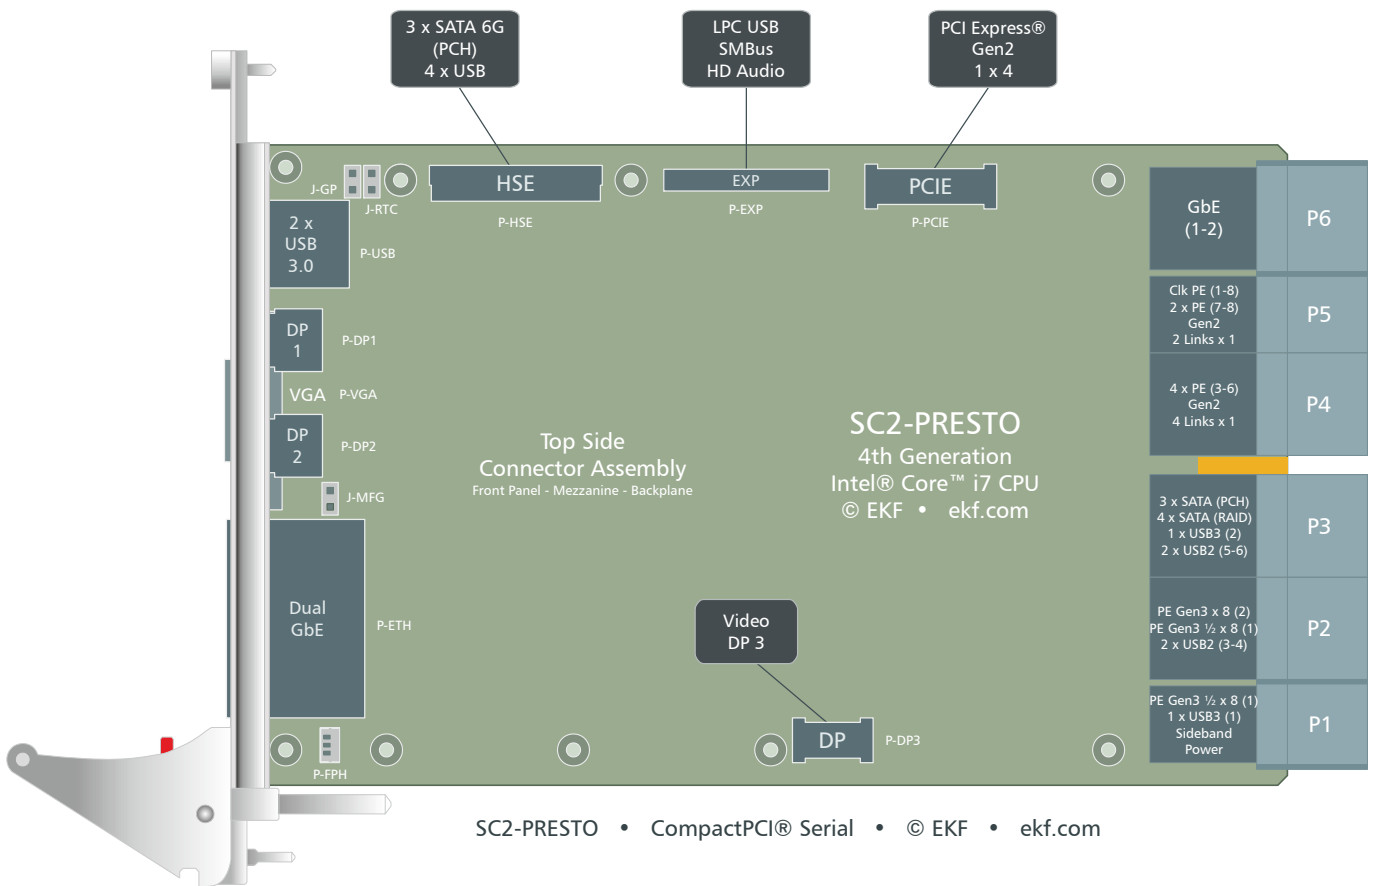 3 x SATA 6G
(PCH)
4 x USB
LPC USB
SMBus
HD Audio
PCI Express®
Gen2
1 x 4
J-GP
J-RTC
HSE
P-HSE
EXP
P-EXP
PCIE
P-PCIE
2 x
USB
3.0
P-USB
DP
1
P-DP1
VGA
P-VGA
DP
2
P-DP2
J-MFG
Dual
GbE
P-ETH
P-FPH
Top Side
Connector Assembly
Front Panel - Mezzanine - Backplane
SC2-PRESTO
4th Generation
Intel® Core™ i7 CPU
© EKF • ekf.com
Video
DP 3
DP
P-DP3
GbE
(1-2)
P6
Clk PE (1-8)
2 x PE (7-8)
Gen2
2 Links x 1
P5
4 x PE (3-6)
Gen2
4 Links x 1
P4
3 x SATA (PCH)
4 x SATA (RAID)
1 x USB3 (2)
2 x USB2 (5-6)
P3
PE Gen3 x 8 (2)
PE Gen3 ½ x 8 (1)
2 x USB2 (3-4)
P2
PE Gen3 ½ x 8 (1)
1 x USB3 (1)
Sideband
Power
P1
SC2-PRESTO • CompactPCI® Serial • © EKF • ekf.com